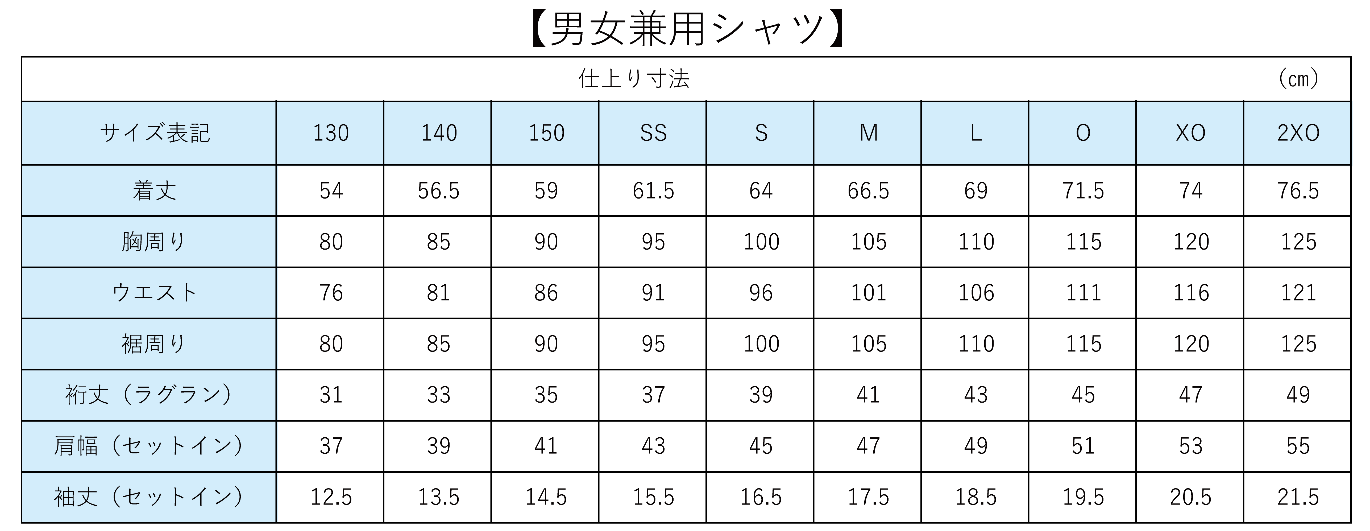 【男女兼用シャツ】
仕上り寸法 （㎝）
サイズ表記 130 140 150 SS S M L O XO 2XO
着丈 54 56.5 59 61.5 64 66.5 69 71.5 74 76.5
胸周り 80 85 90 95 100 105 110 115 120 125
ウエスト 76 81 86 91 96 101 106 111 116 121
裾周り 80 85 90 95 100 105 110 115 120 125
裄丈（ラグラン） 31 33 35 37 39 41 43 45 47 49
肩幅（セットイン） 37 39 41 43 45 47 49 51 53 55
袖丈（セットイン） 12.5 13.5 14.5 15.5 16.5 17.5 18.5 19.5 20.5 21.5